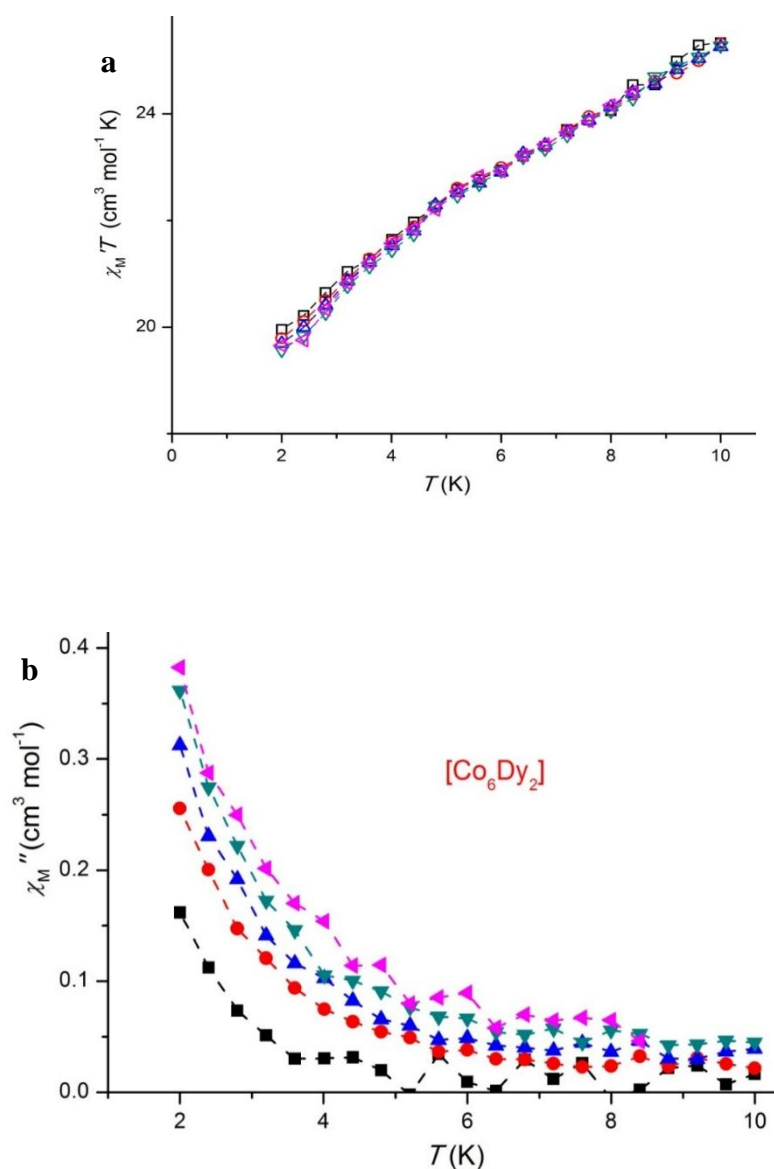 a
24
20
χM'T (cm³ mol⁻¹ K)
0 2 4 6 8 10
T (K)
b
0.4
0.3
0.2
0.1
0.0
χM'' (cm³ mol⁻¹)
[Co₆Dy₂]
2 4 6 8 10
T (K)